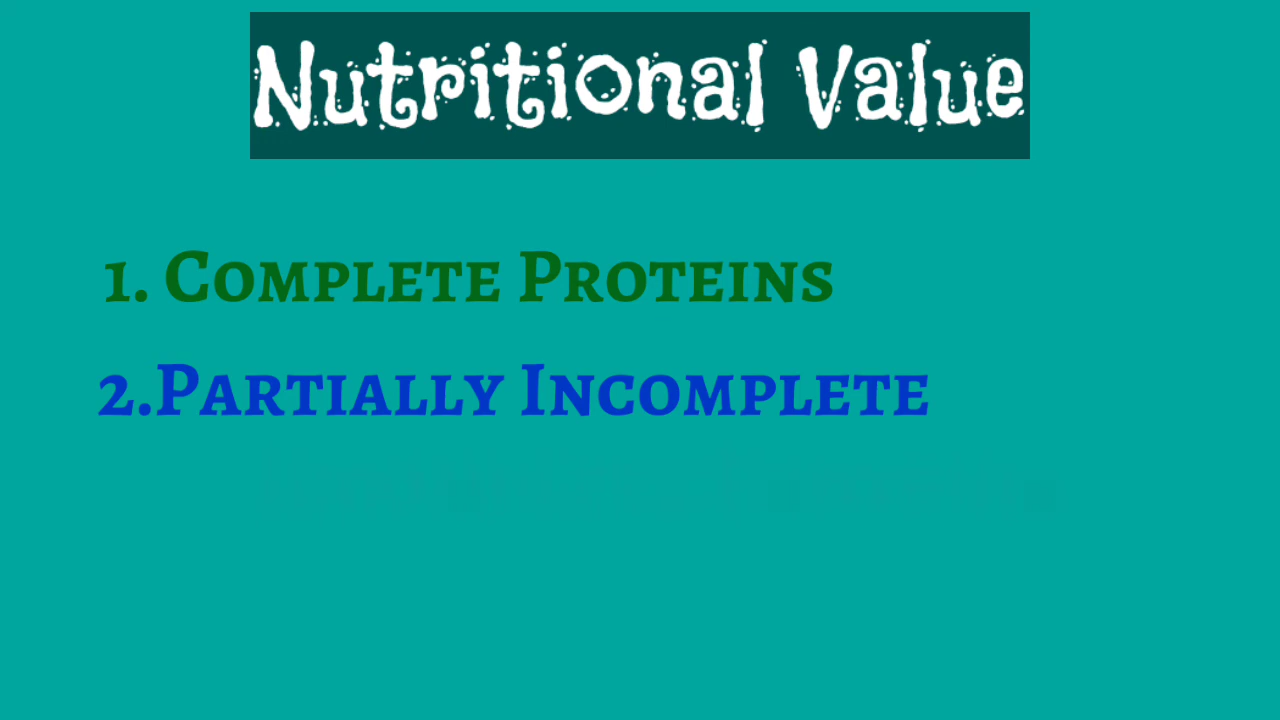 Nutritional Value
1. Complete Proteins
2.Partially Incomplete